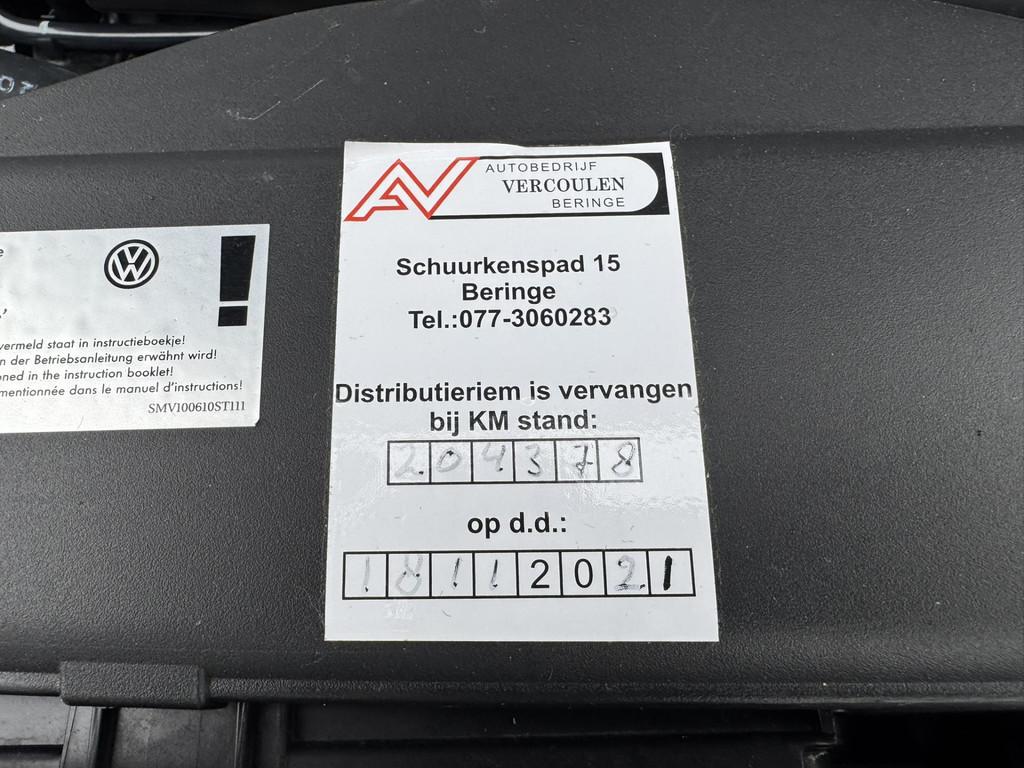 AUTOBEDRIJF
VERCOULEN
BERINGE
Schuurkenspad 15
Beringe
Tel.:077-3060283
Distributieriem is vervangen
bij KM stand:
204378
op d.d.:
18112021
VW
vermeld staat in instructieboekje!
der Betriebsanleitung erwähnt wird!
in the instruction booklet!
mentionnée dans le manuel d'instructions!
SMV100610ST111